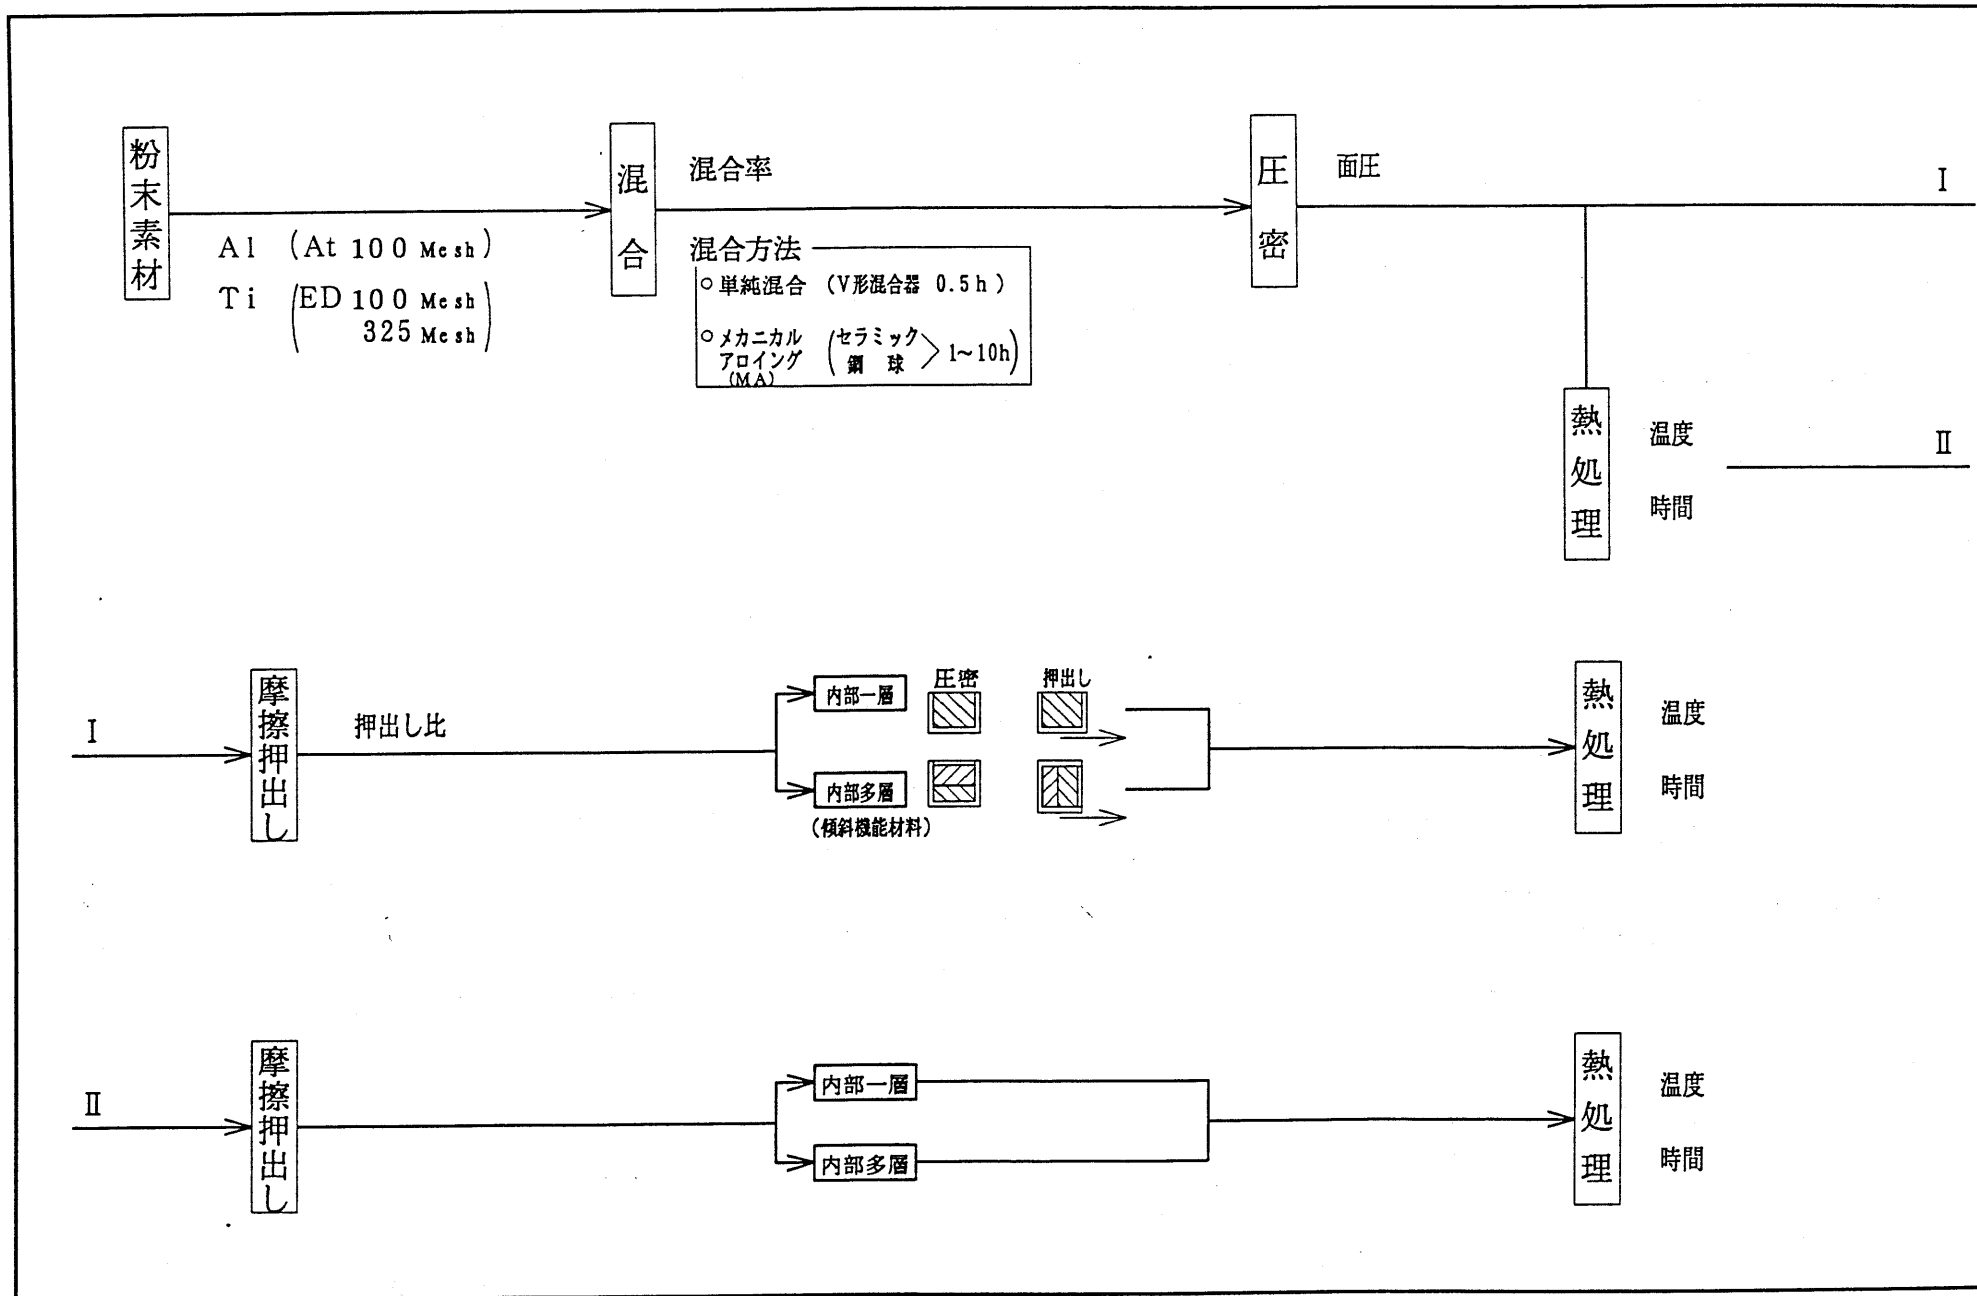 粉末素材
Al (At 100 Mesh)
Ti (ED 100 Mesh
325 Mesh)
混合
混合率
混合方法
○単純混合 (V形混合器 0.5h)
○メカニカル
アロイング
(MA)
(セラミック
鋼球〉1~10h)
圧密
面圧
I
熱処理
温度
時間
II
I
摩擦押出し
押出し比
内部一層
圧密
押出し
内部多層
(傾斜機能材料)
熱処理
温度
時間
II
摩擦押出し
内部一層
内部多層
熱処理
温度
時間